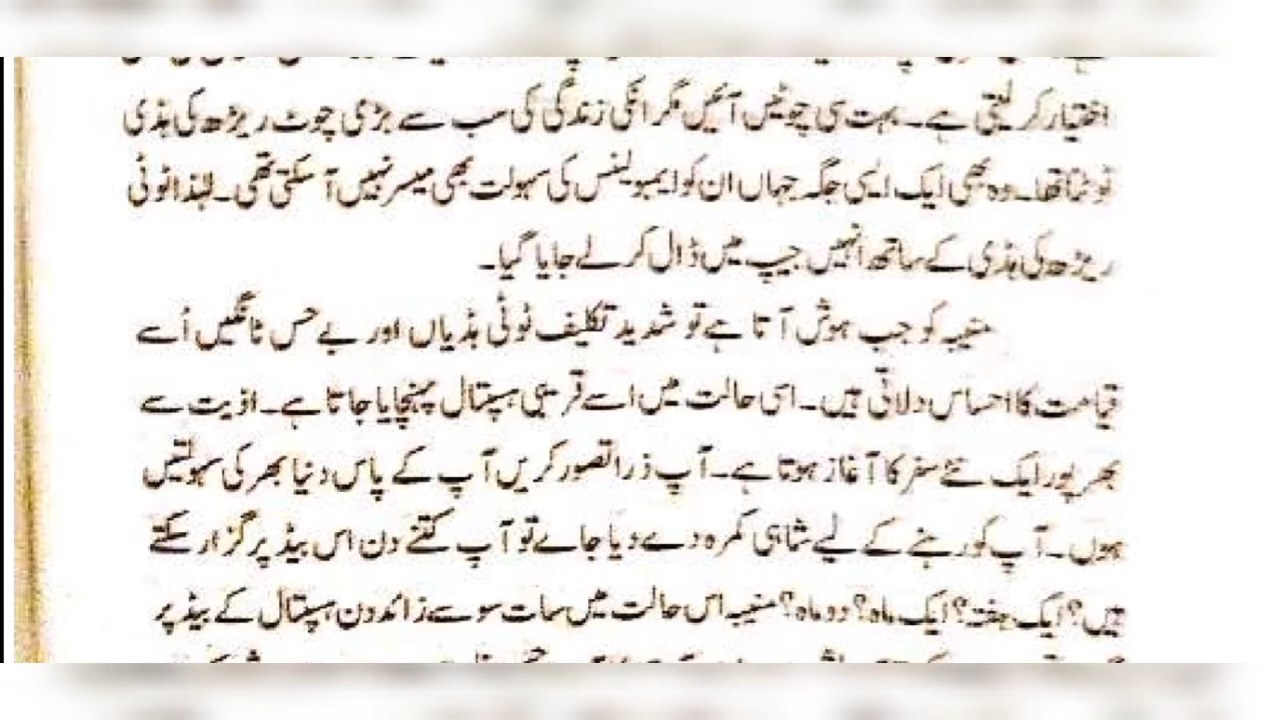 اختیار کر لیتی ہے۔ بہت سی چوٹیں آئیں مگر انکی زندگی کی سب سے بڑی چوٹ ریڑھ کی ہڈی
ٹوٹنا تھا۔ وہ بھی ایک ایسی جگہ جہاں ان کو ایمبولینس کی سہولت بھی میسر نہیں آ سکتی تھی۔ لہٰذا ٹوٹی
ریڑھ کی ہڈی کے ساتھ انہیں جیپ میں ڈال کر لے جایا گیا۔
منیبہ کو جب ہوش آتا ہے تو شدید تکلیف ٹوٹی ہڈیاں اور بے حس ٹانگیں اُسے
قیامت کا احساس دلاتی ہیں۔ اسی حالت میں اسے قریبی ہسپتال پہنچایا جاتا ہے۔ اذیت سے
بھرپور ایک نئے سفر کا آغاز ہوتا ہے۔ آپ ذرا تصور کریں آپ کے پاس دنیا بھر کی سہولتیں
ہوں۔ آپ کو رہنے کے لیے شاہی کمرہ دے دیا جائے تو آپ کتنے دن اس بیڈ پر گزار سکتے
ہیں؟ ایک ہفتہ؟ ایک ماہ؟ دو ماہ؟ منیبہ اس حالت میں سات سو سے زائد دن ہسپتال کے بیڈ پر